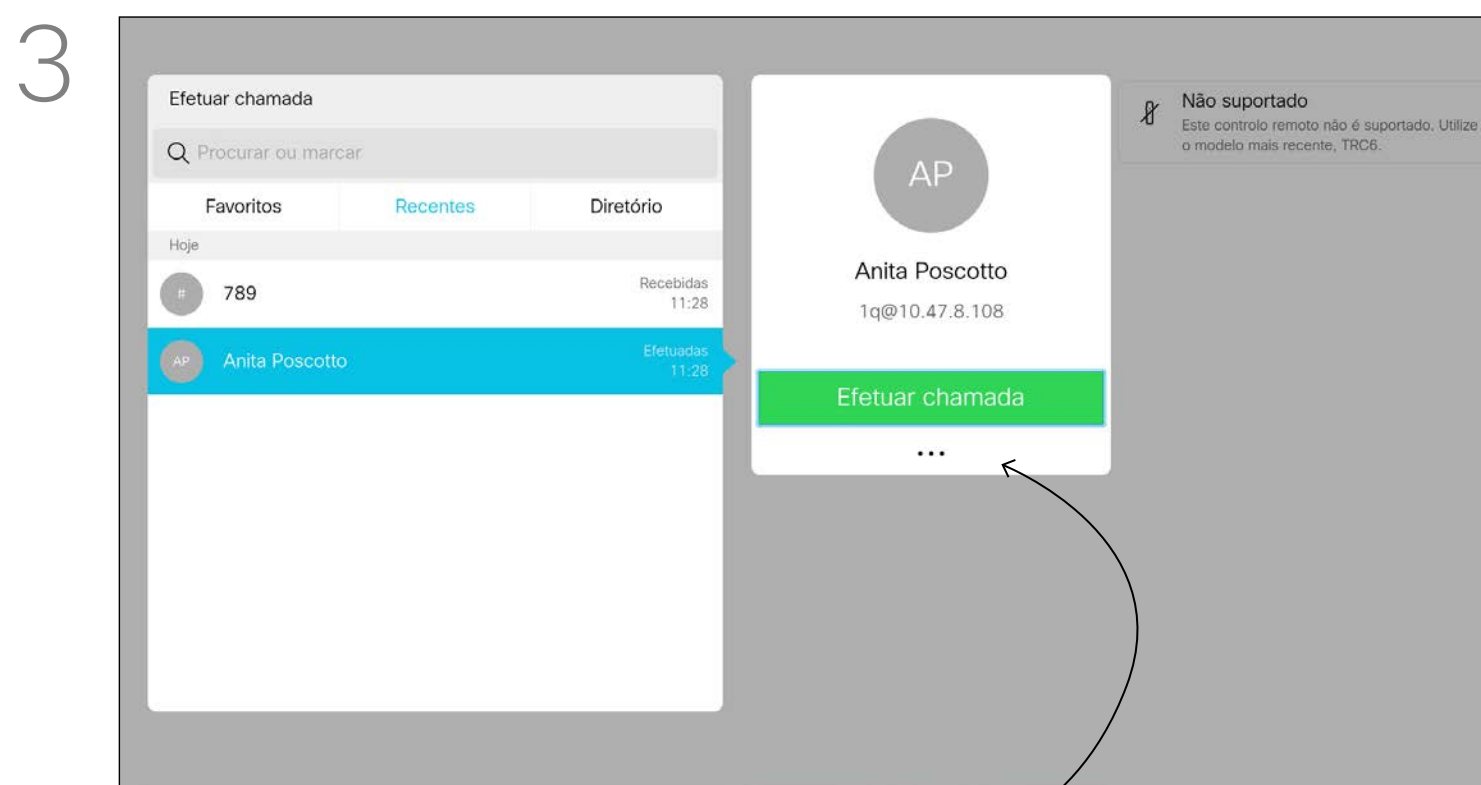 3
Efetuar chamada
Procurar ou marcar
Favoritos Recentes Diretório
Hoje
# 789 Recebidas
11:28
AP Anita Poscotto Efetuadas
11:28
AP
Anita Poscotto
1q@10.47.8.108
Efetuar chamada
...
Não suportado
Este controlo remoto não é suportado. Utilize
o modelo mais recente, TRC6.